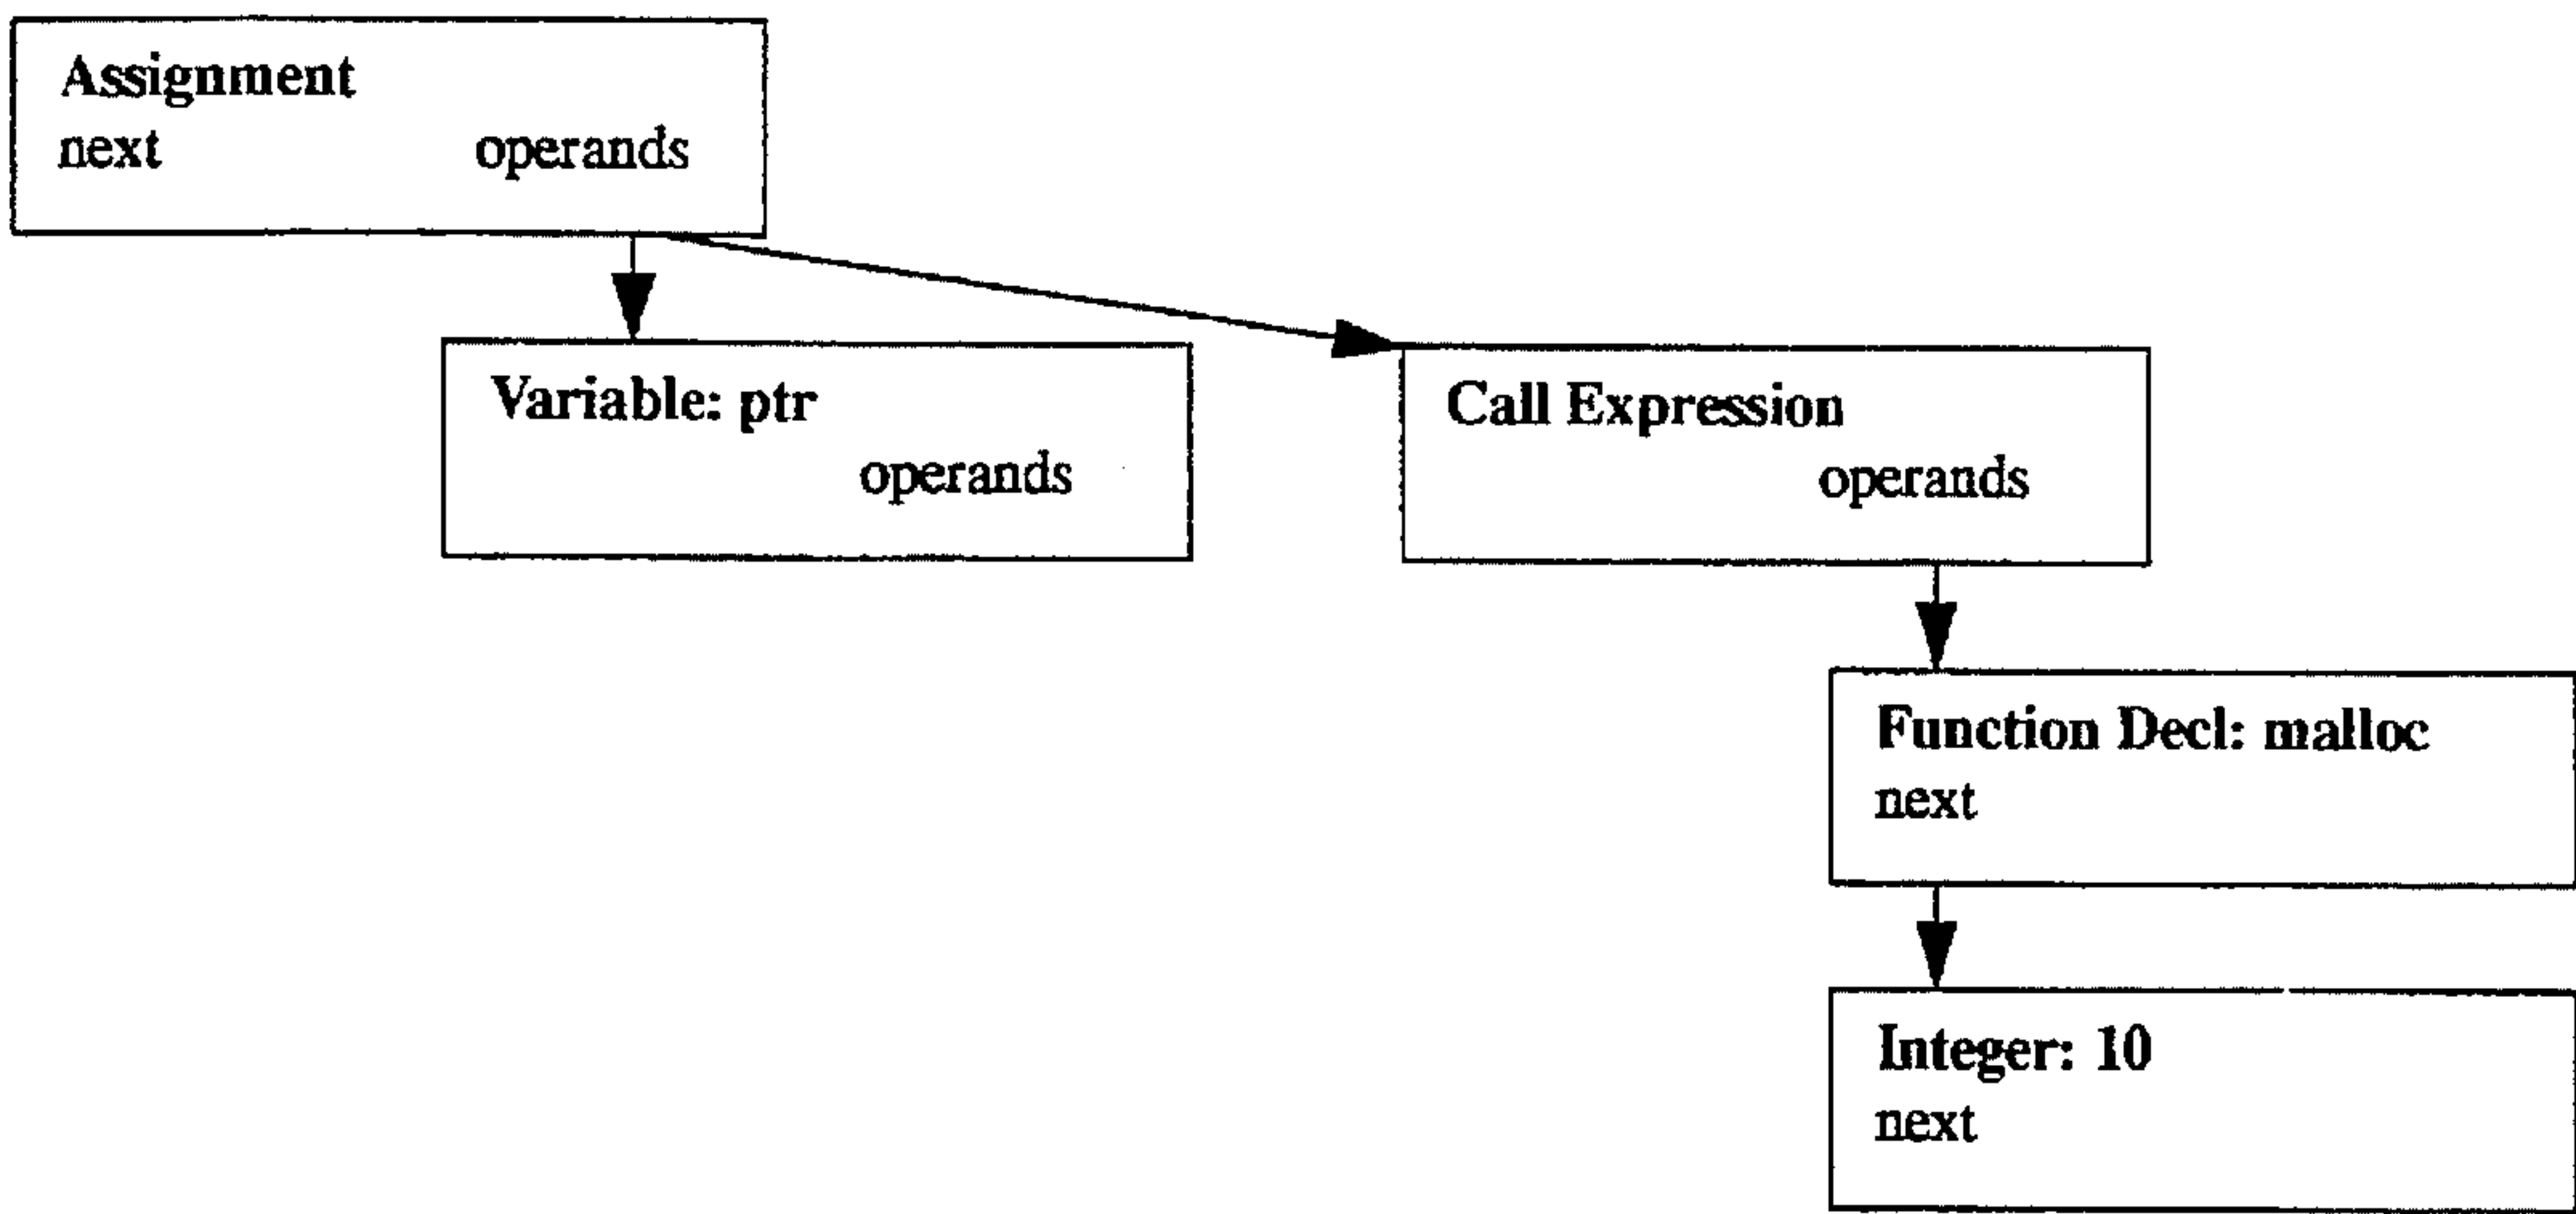 Assignment
next operands
Variable: ptr
operands
Call Expression
operands
Function Decl: malloc
next
Integer: 10
next